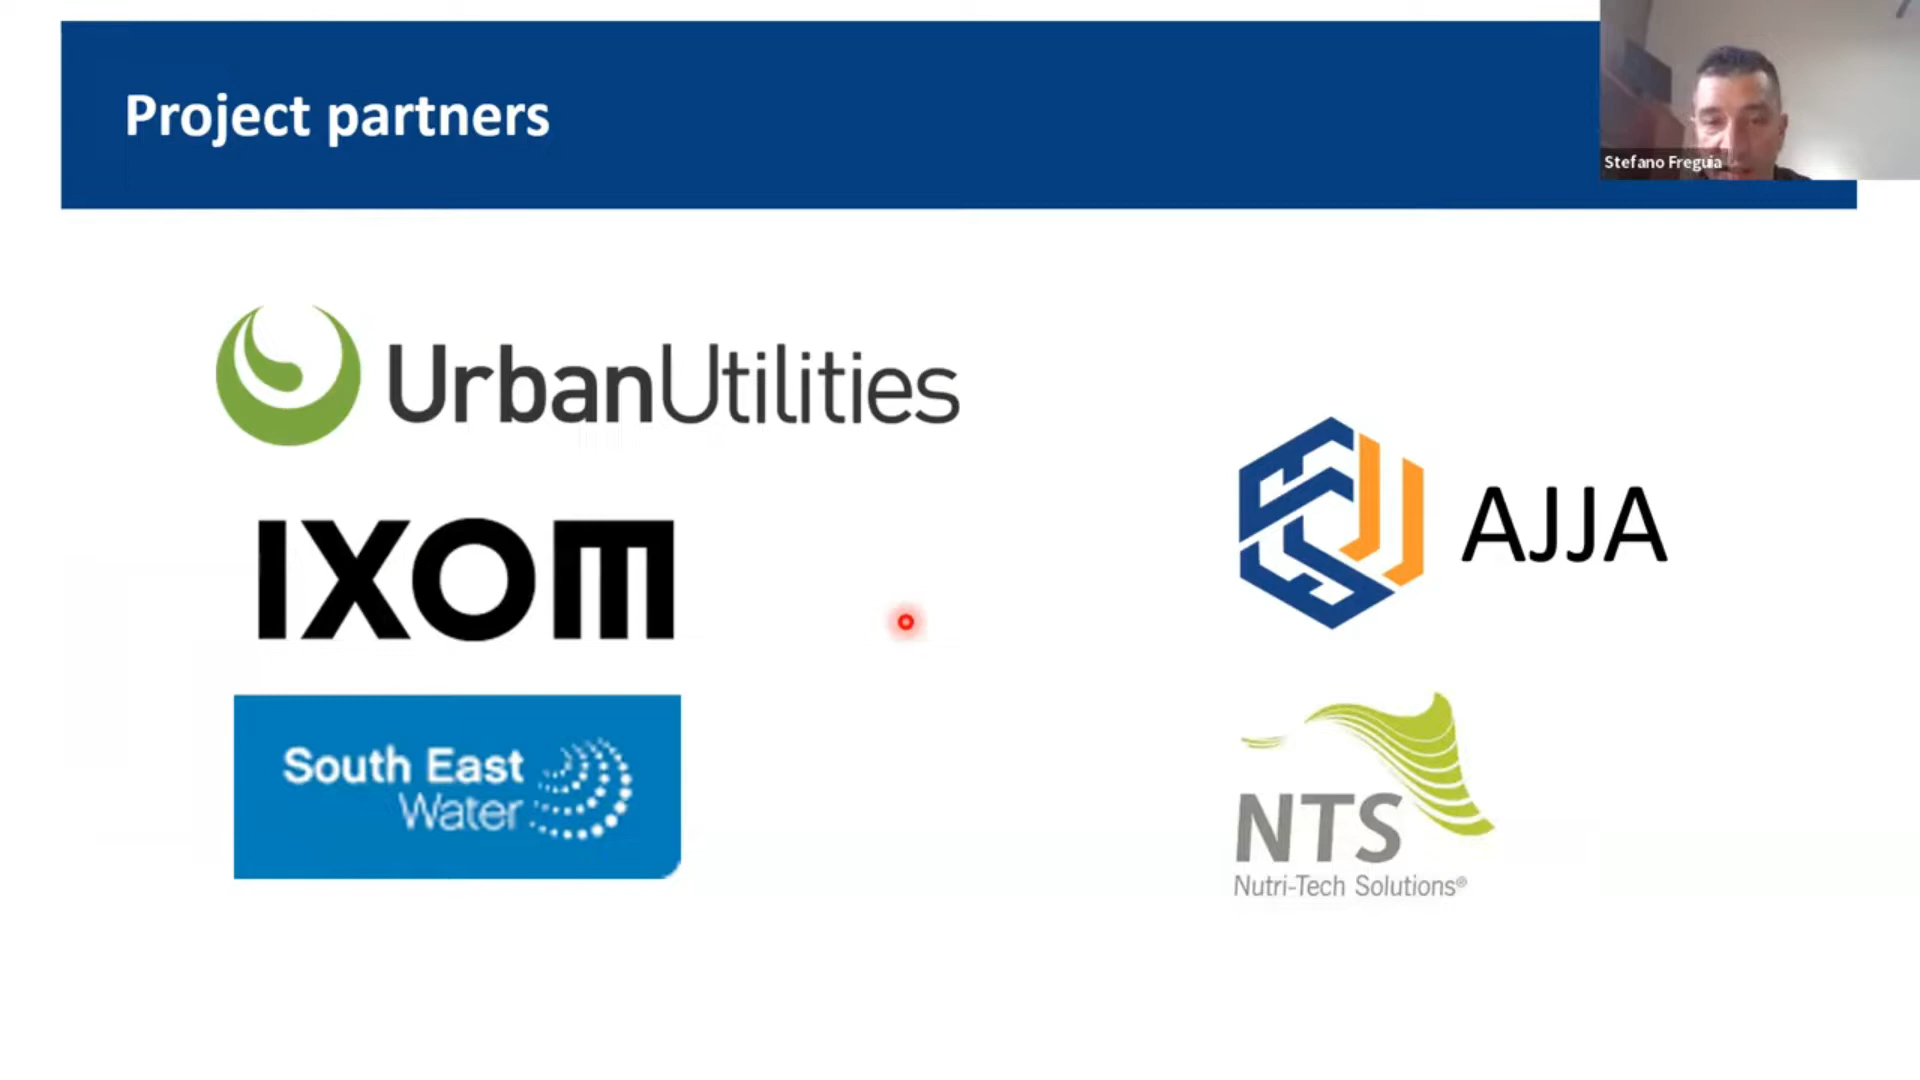 Project partners
Stefano Freguia
UrbanUtilities
IXOM
South East
Water
AJJA
NTS
Nutri-Tech Solutions®